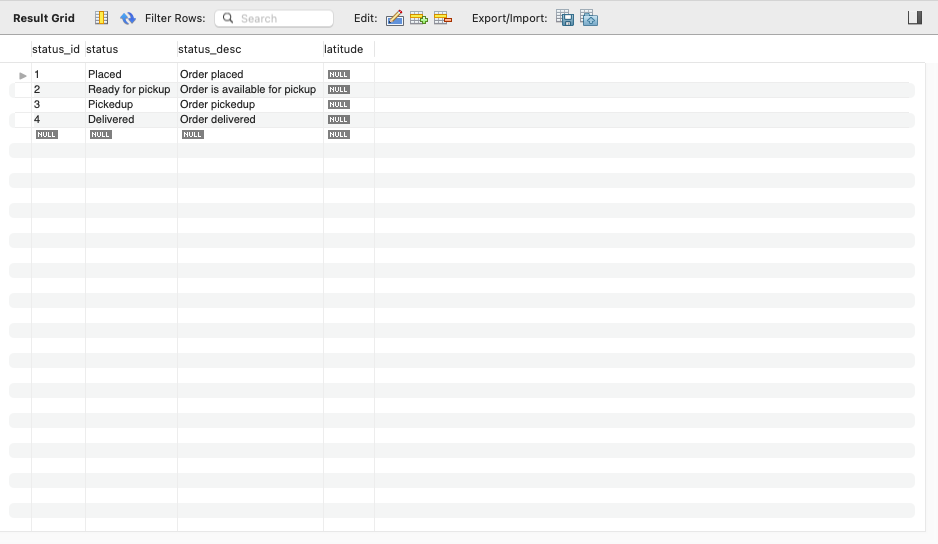 Result Grid Filter Rows: Search Edit: Export/Import:
status_id status status_desc latitude
1 Placed Order placed NULL
2 Ready for pickup Order is available for pickup NULL
3 Pickedup Order pickedup NULL
4 Delivered Order delivered NULL
NULL NULL NULL NULL